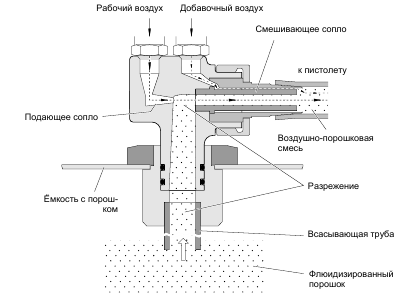 Рабочий воздух
Добавочный воздух
Смешивающее сопло
к пистолету
Подающее сопло
Воздушно-порошковая
смесь
Разрежение
Ёмкость с порош-
ком
Всасывающая труба
Флюидизированный
порошок